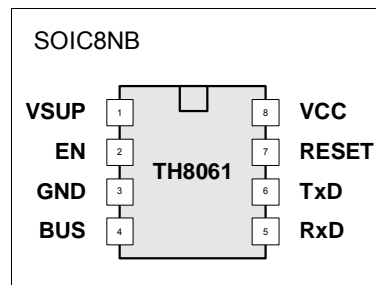 SOIC8NB
VSUP 1 8 VCC
EN 2 7 RESET
TH8061
GND 3 6 TxD
BUS 4 5 RxD